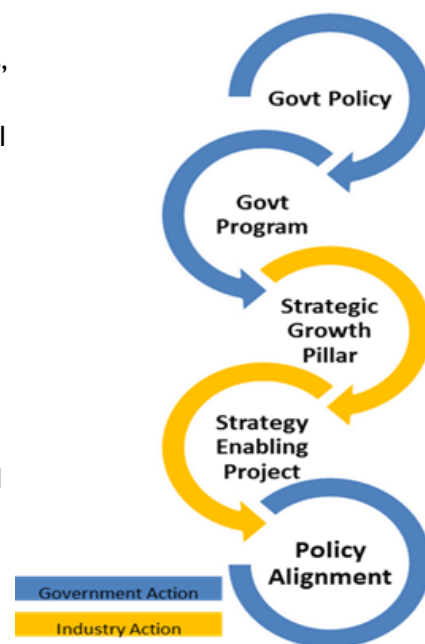 ,
l
Govt Policy
Govt
Program
Strategic
Growth
Pillar
Strategy
Enabling
Project
l
Policy
Alignment
Government Action
Industry Action